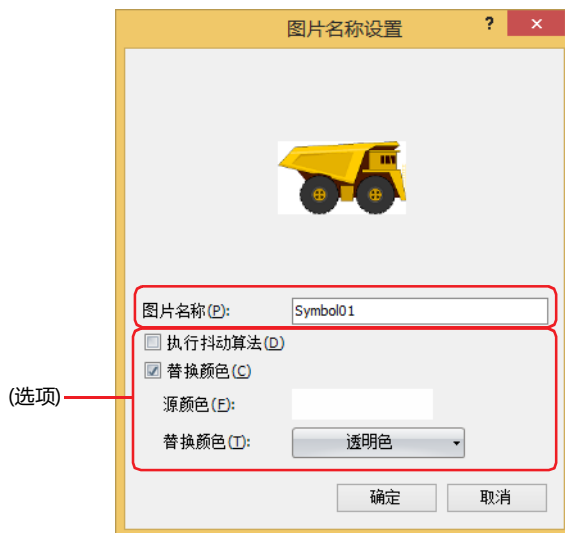 图片名称设置 ? ×
图片名称(P): Symbol01
执行抖动算法(D)
替换颜色(C)
(选项)
源颜色(F):
替换颜色(T): 透明色
确定 取消